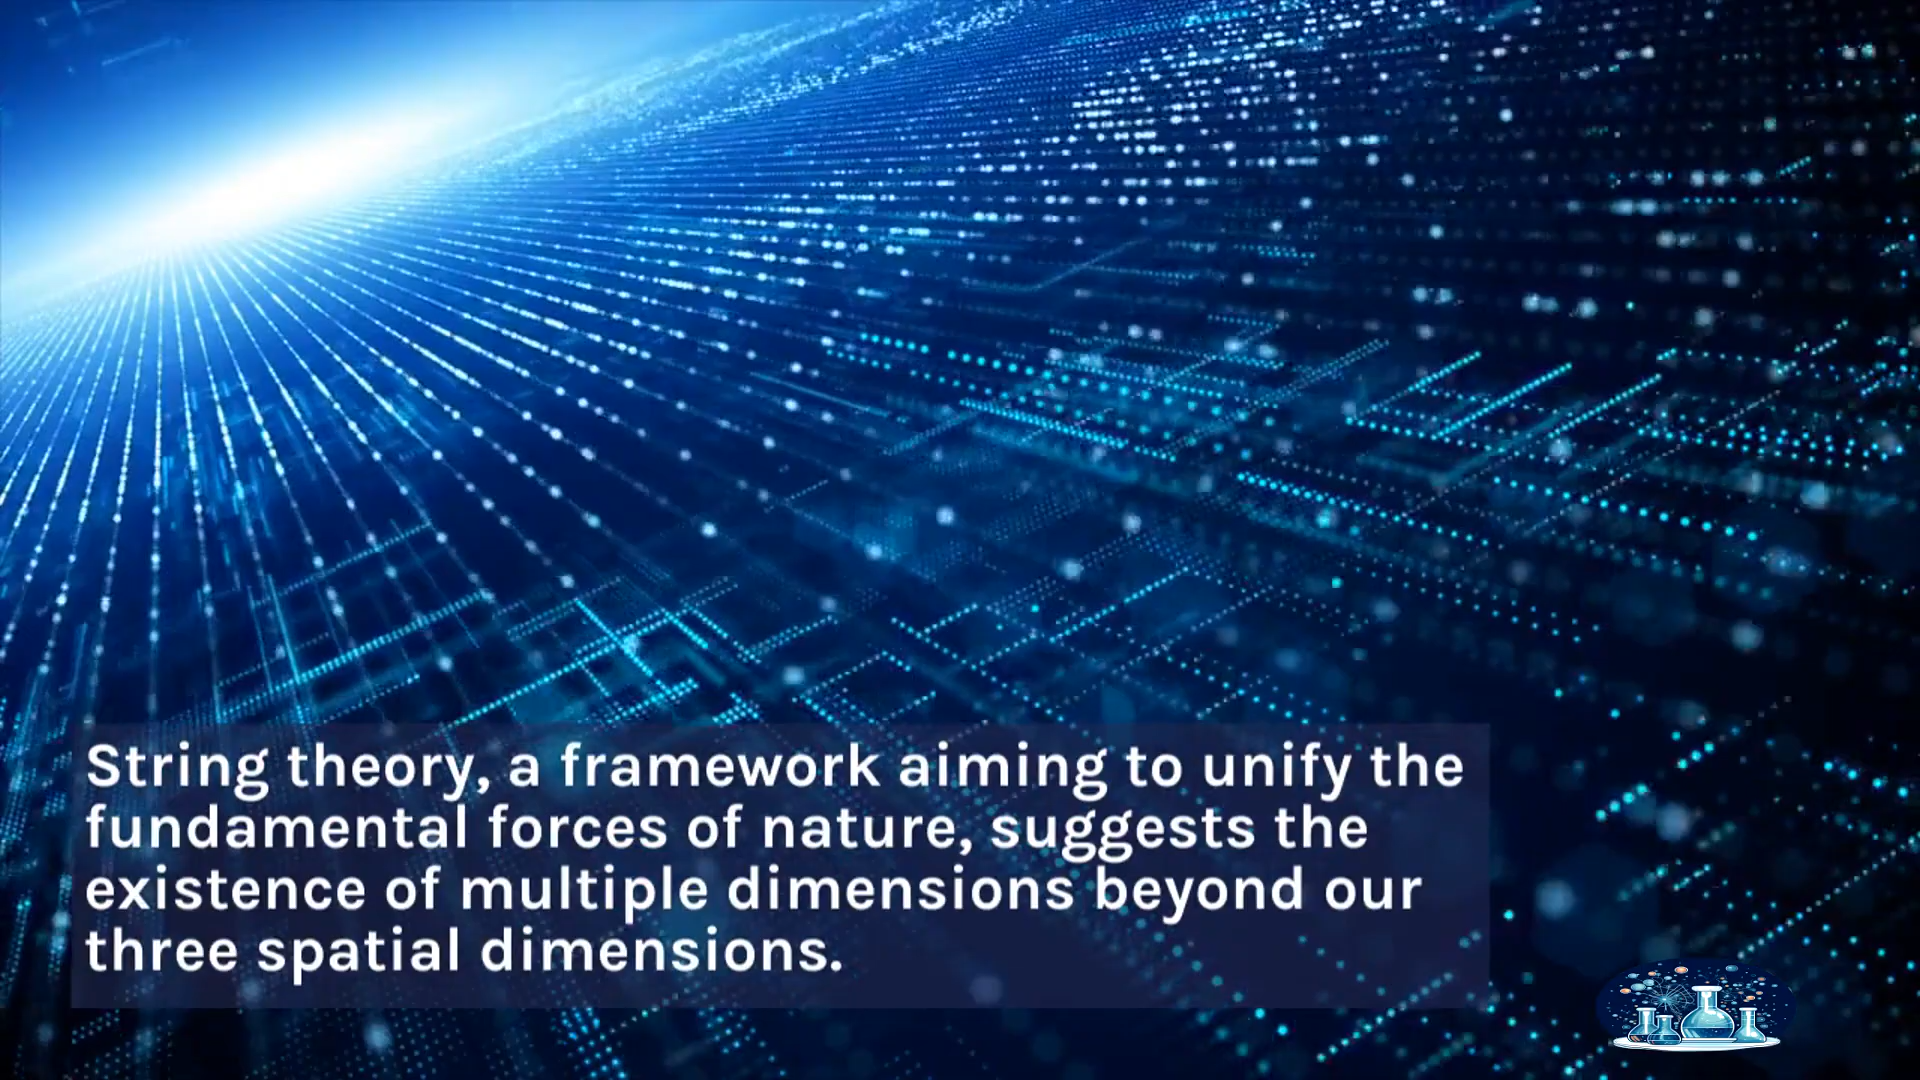 String theory, a framework aiming to unify the
fundamental forces of nature, suggests the
existence of multiple dimensions beyond our
three spatial dimensions.